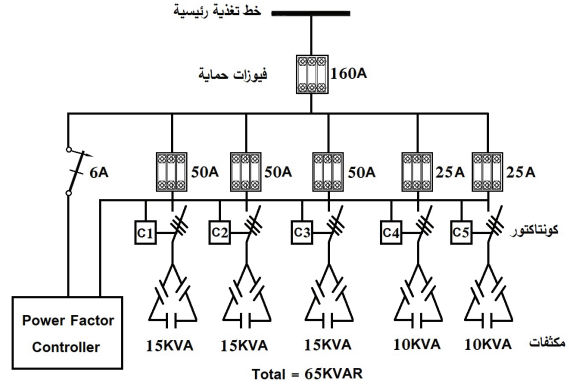 خط تغذية رئيسية
فيوزات حماية
160A
6A
50A
50A
50A
25A
25A
C1
C2
C3
C4
C5
كونتاكتور
Power Factor
Controller
15KVA
15KVA
15KVA
10KVA
10KVA
مكثفات
Total = 65KVAR